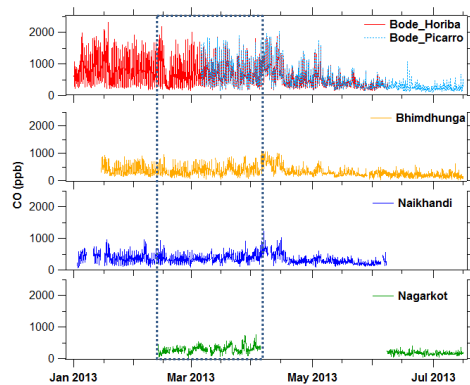 Bode_Horiba
Bode_Picarro
2000
1000
0
Bhimdhunga
2000
1000
0
CO (ppb)
Naikhandi
2000
1000
0
Nagarkot
2000
1000
0
Jan 2013 Mar 2013 May 2013 Jul 2013